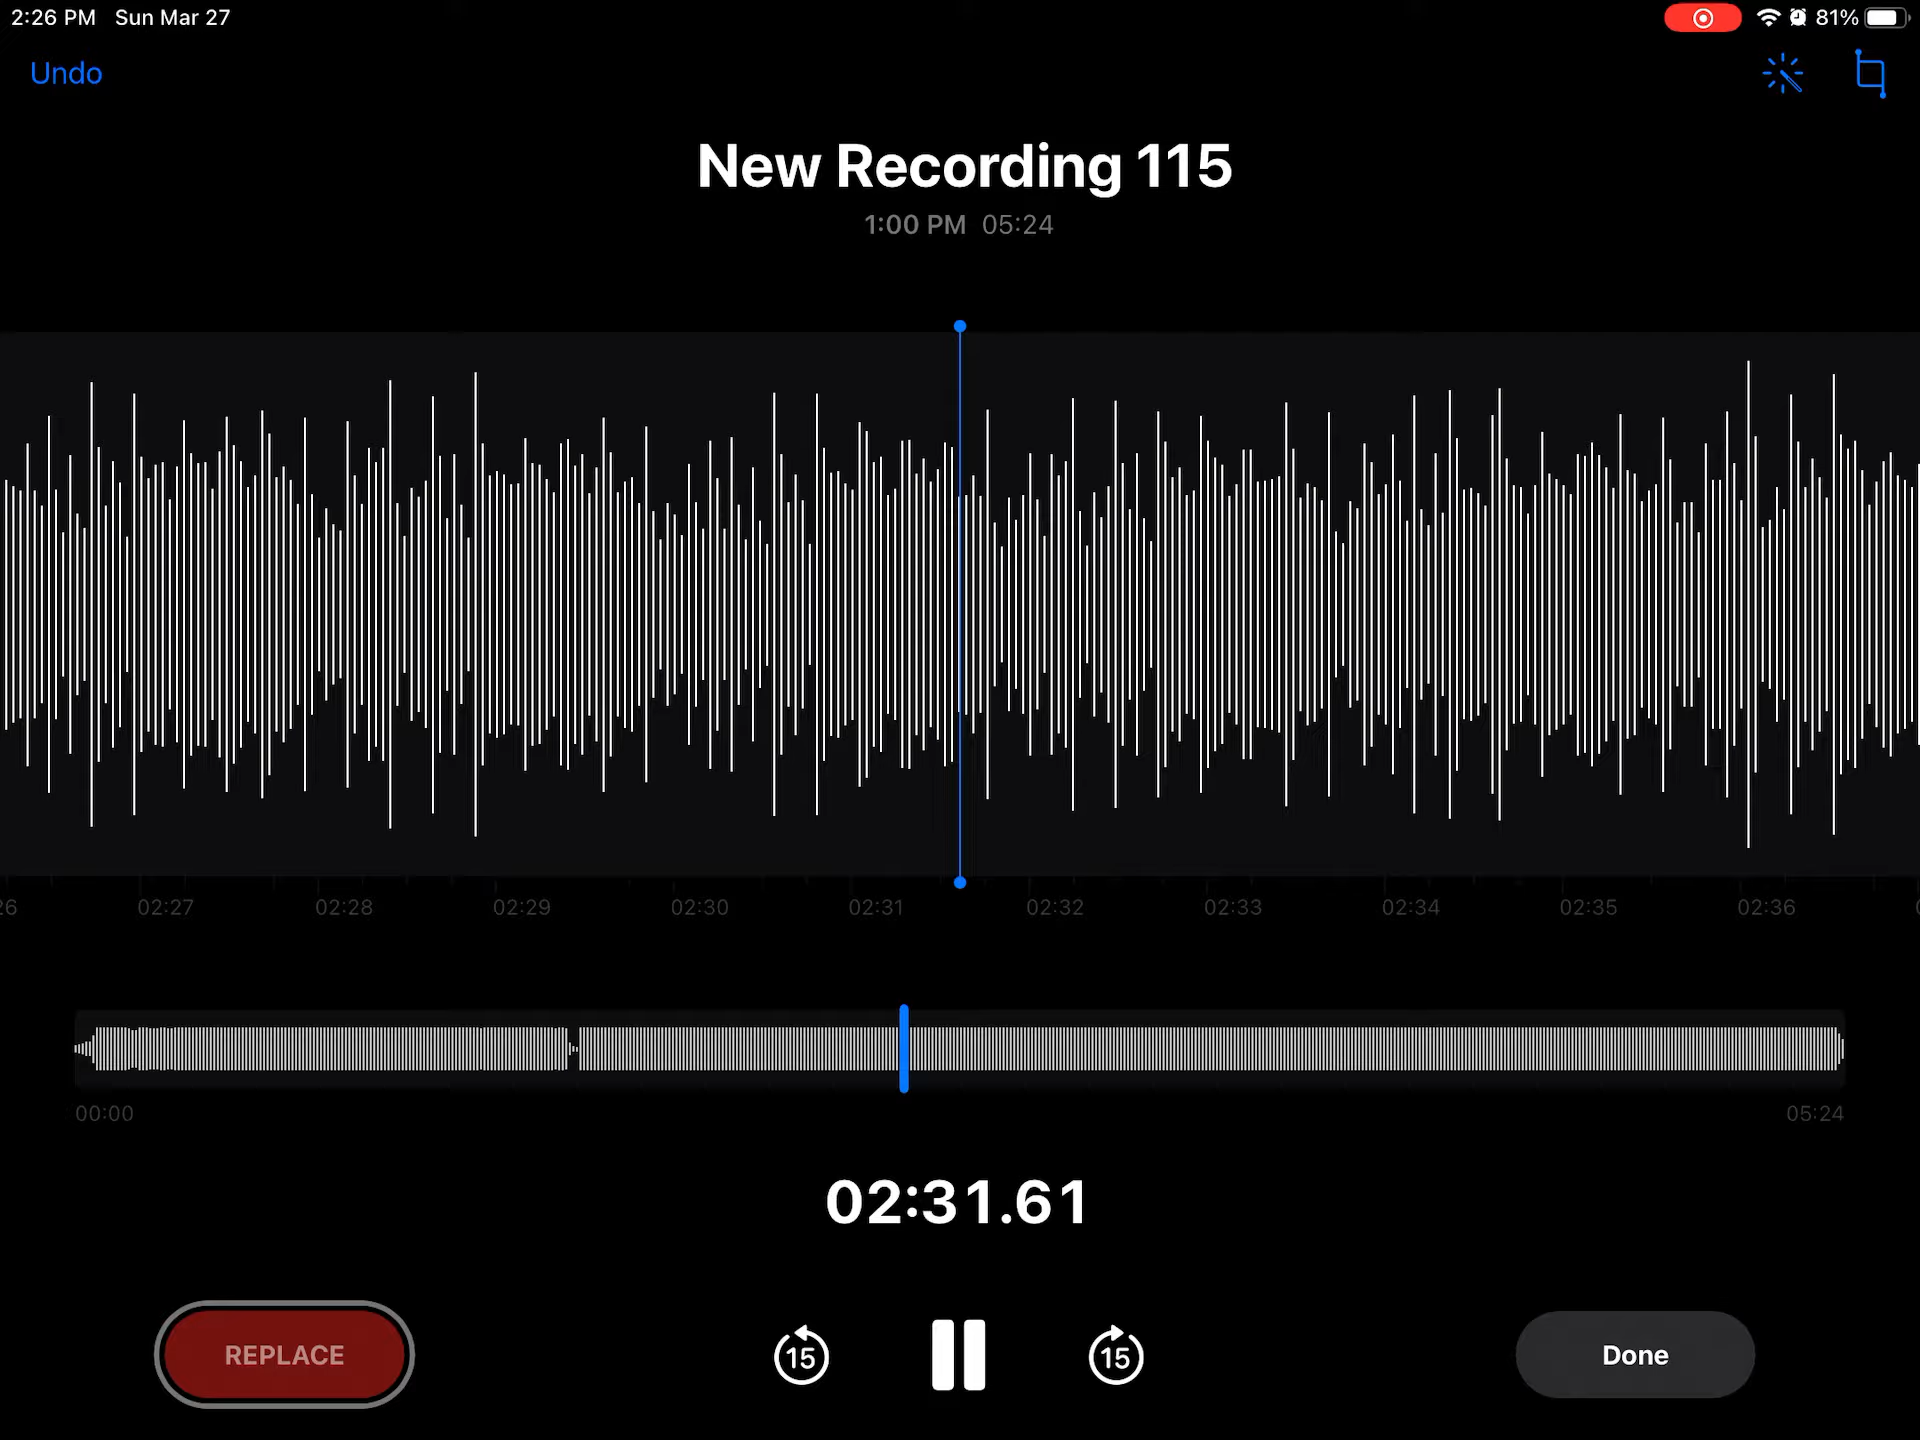 2:26 PM Sun Mar 27
81%
Undo
New Recording 115
1:00 PM 05:24
26 02:27 02:28 02:29 02:30 02:31 02:32 02:33 02:34 02:35 02:36
00:00 05:24
02:31.61
REPLACE 15 15 Done